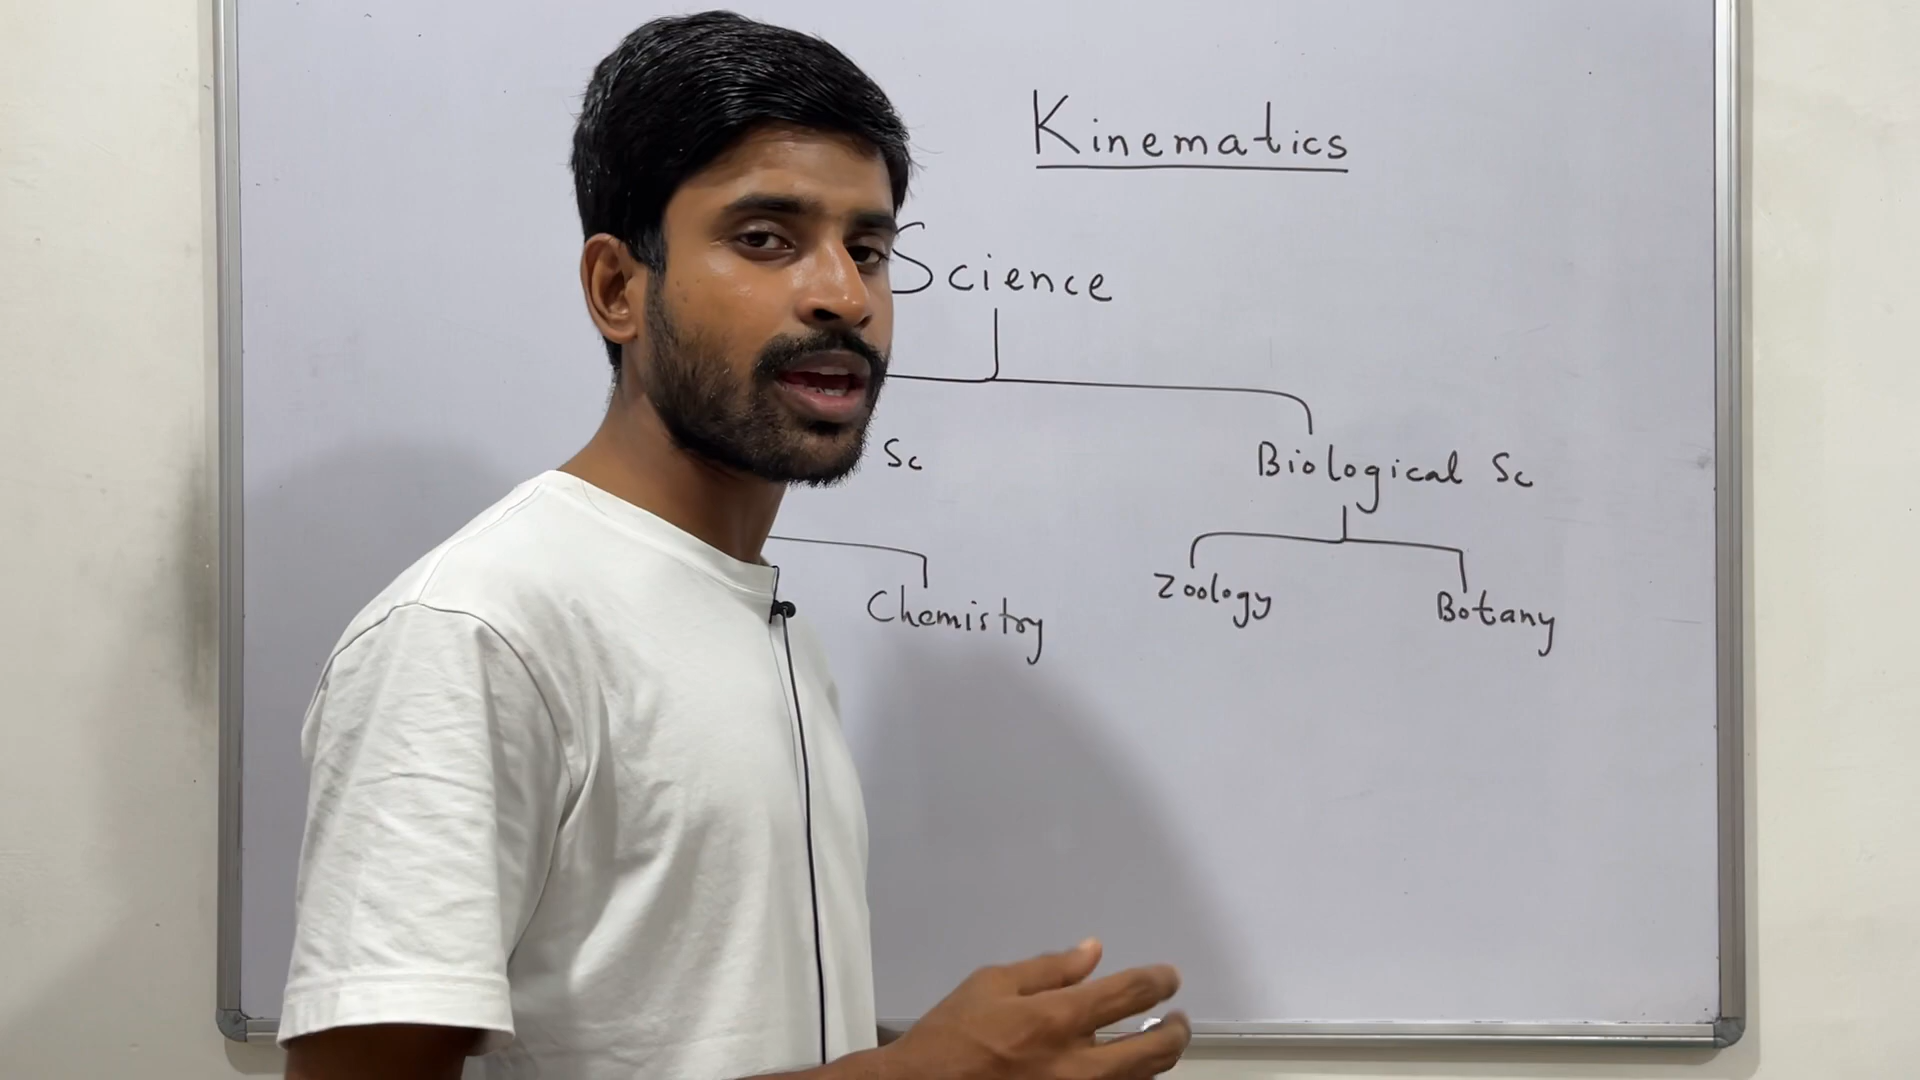 Kinematics
Science
Sc
Biological Sc
Chemistry
Zoology
Botany